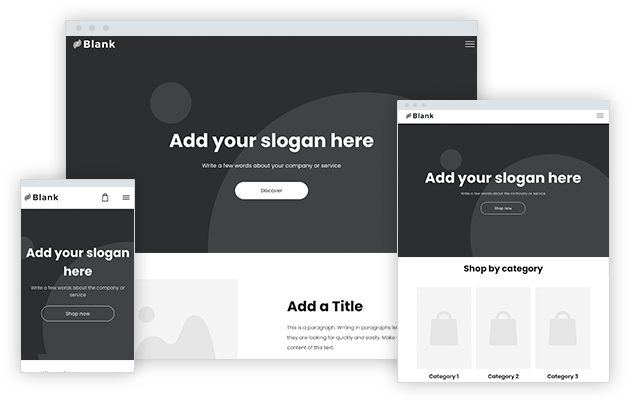 Blank
Add your slogan here
Write a few words about your company or service
Discover
Add a Title
This is a paragraph. Writing in paragraphs
they are looking for quickly and easily. Make
content of this text.
Blank
Add your slogan here
Write a few words about the company or service
Shop now
Shop by category
Category 1
Category 2
Category 3
Blank
Add your slogan
here
Write a few words about the company or
service
Shop now